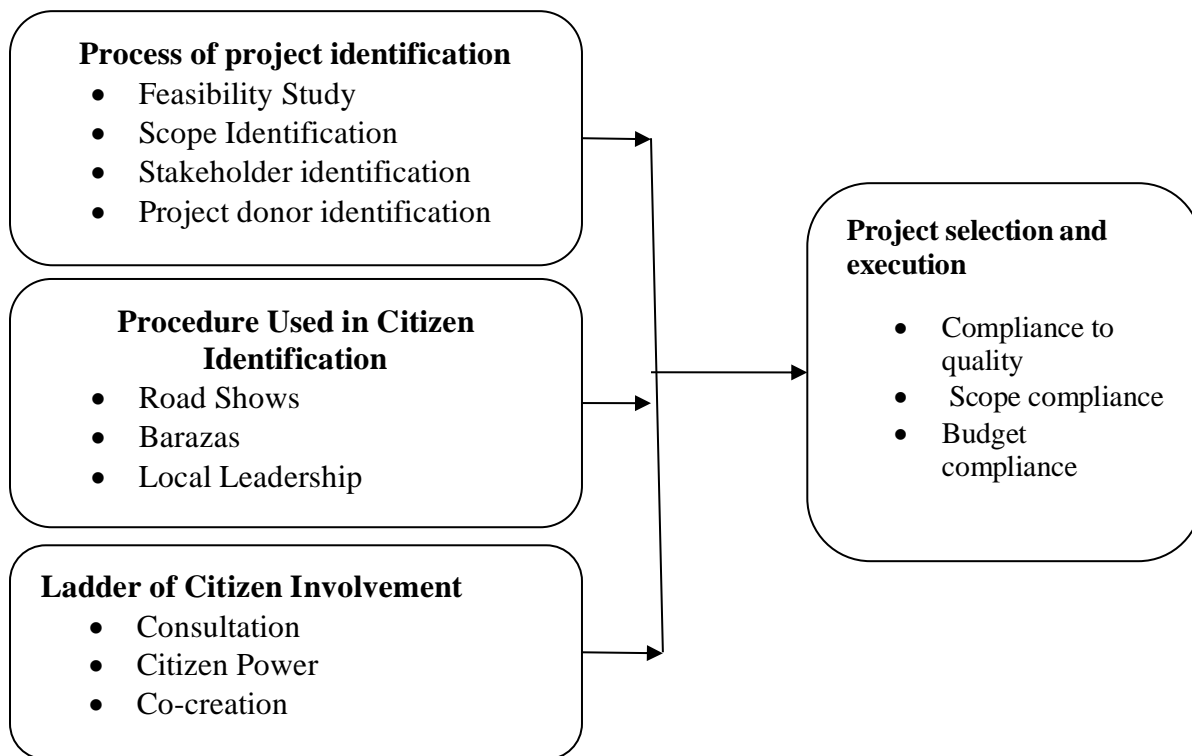 Process of project identification
• Feasibility Study
• Scope Identification
• Stakeholder identification
• Project donor identification
Procedure Used in Citizen
Identification
• Road Shows
• Barazas
• Local Leadership
Ladder of Citizen Involvement
• Consultation
• Citizen Power
• Co-creation
Project selection and
execution
• Compliance to
quality
• Scope compliance
• Budget
compliance